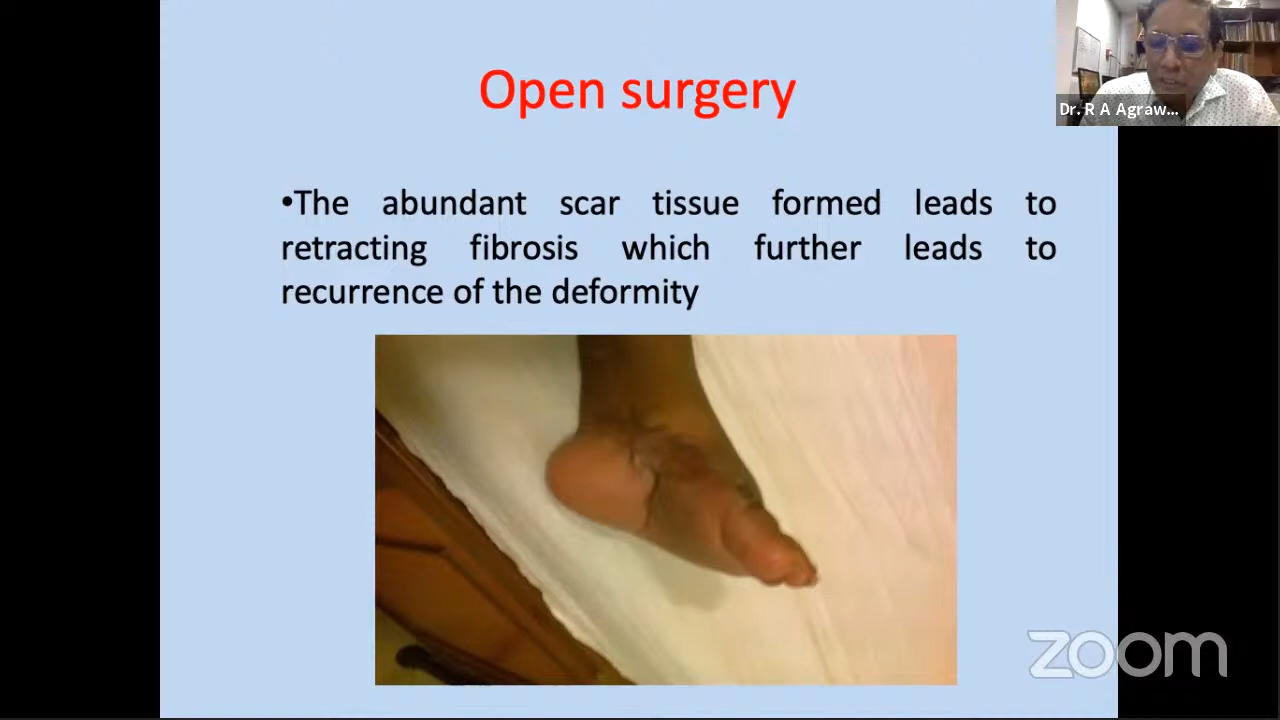 Open surgery
Dr. R A Agraw...
•The abundant scar tissue formed leads to
retracting fibrosis which further leads to
recurrence of the deformity
zoom